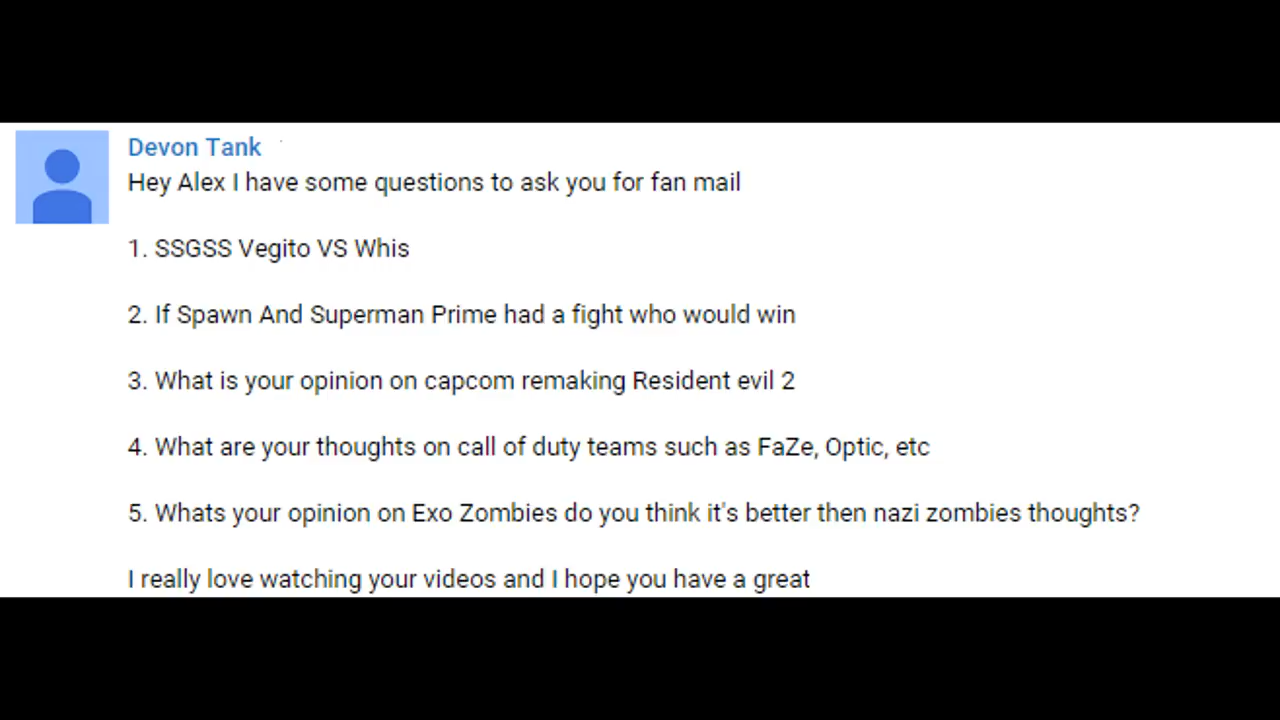 Devon Tank
Hey Alex I have some questions to ask you for fan mail
1. SSGSS Vegito VS Whis
2. If Spawn And Superman Prime had a fight who would win
3. What is your opinion on capcom remaking Resident evil 2
4. What are your thoughts on call of duty teams such as FaZe, Optic, etc
5. Whats your opinion on Exo Zombies do you think it's better then nazi zombies thoughts?
I really love watching your videos and I hope you have a great